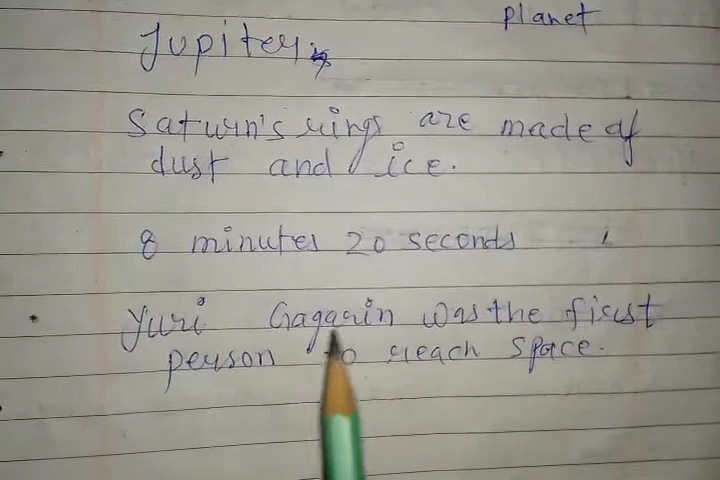 planet
Jupiter
Saturn's rings are made of
dust and ice.
8 minutes 20 seconds
Yuri Gagarin was the first
person to reach space.